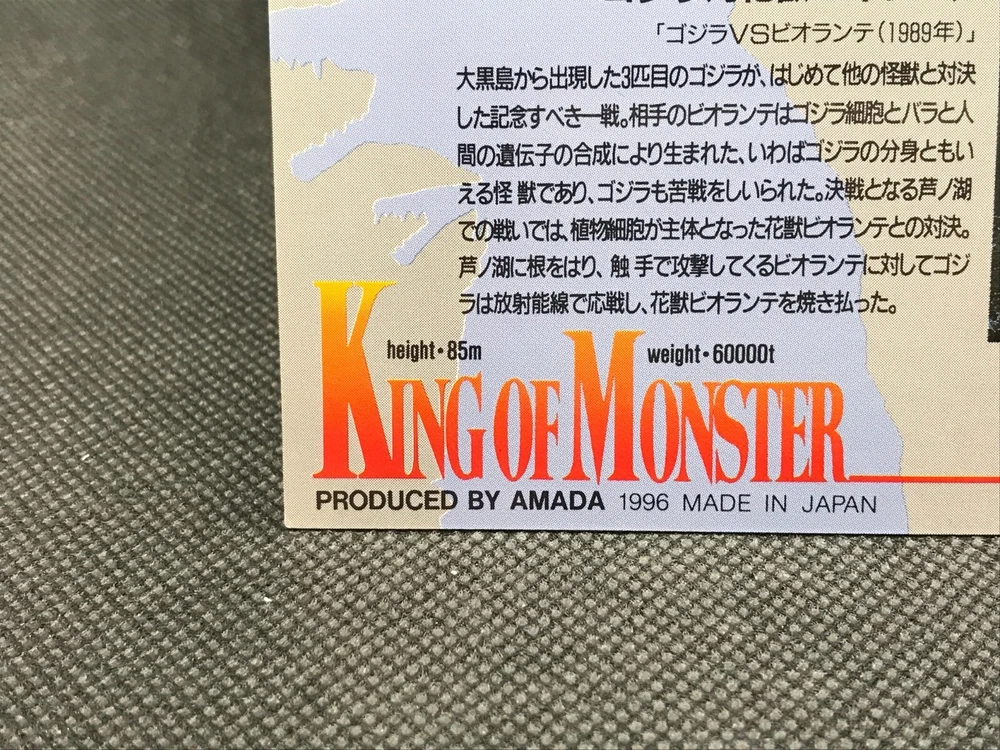 「ゴジラVSビオランテ(1989年)」
大黒島から出現した3匹目のゴジラが、はじめて他の怪獣と対決
した記念すべき一戦。相手のビオランテはゴジラ細胞とバラと人
間の遺伝子の合成により生まれた、いわばゴジラの分身ともい
える怪 獣であり、ゴジラも苦戦をしいられた。決戦となる芦ノ湖
での戦いでは、植物細胞が主体となった花獣ビオランテとの対決。
芦ノ湖に根をはり、触 手で攻撃してくるビオランテに対してゴジ
ラは放射能線で応戦し、花獣ビオランテを焼き払った。
height・85m weight・60000t
KING OF MONSTER
PRODUCED BY AMADA 1996 MADE IN JAPAN